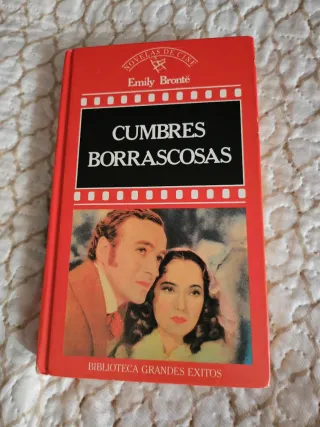 NOVELAS DE CINE
Emily Brontë
CUMBRES
BORRASCOSAS
BIBLIOTECA GRANDES EXITOS